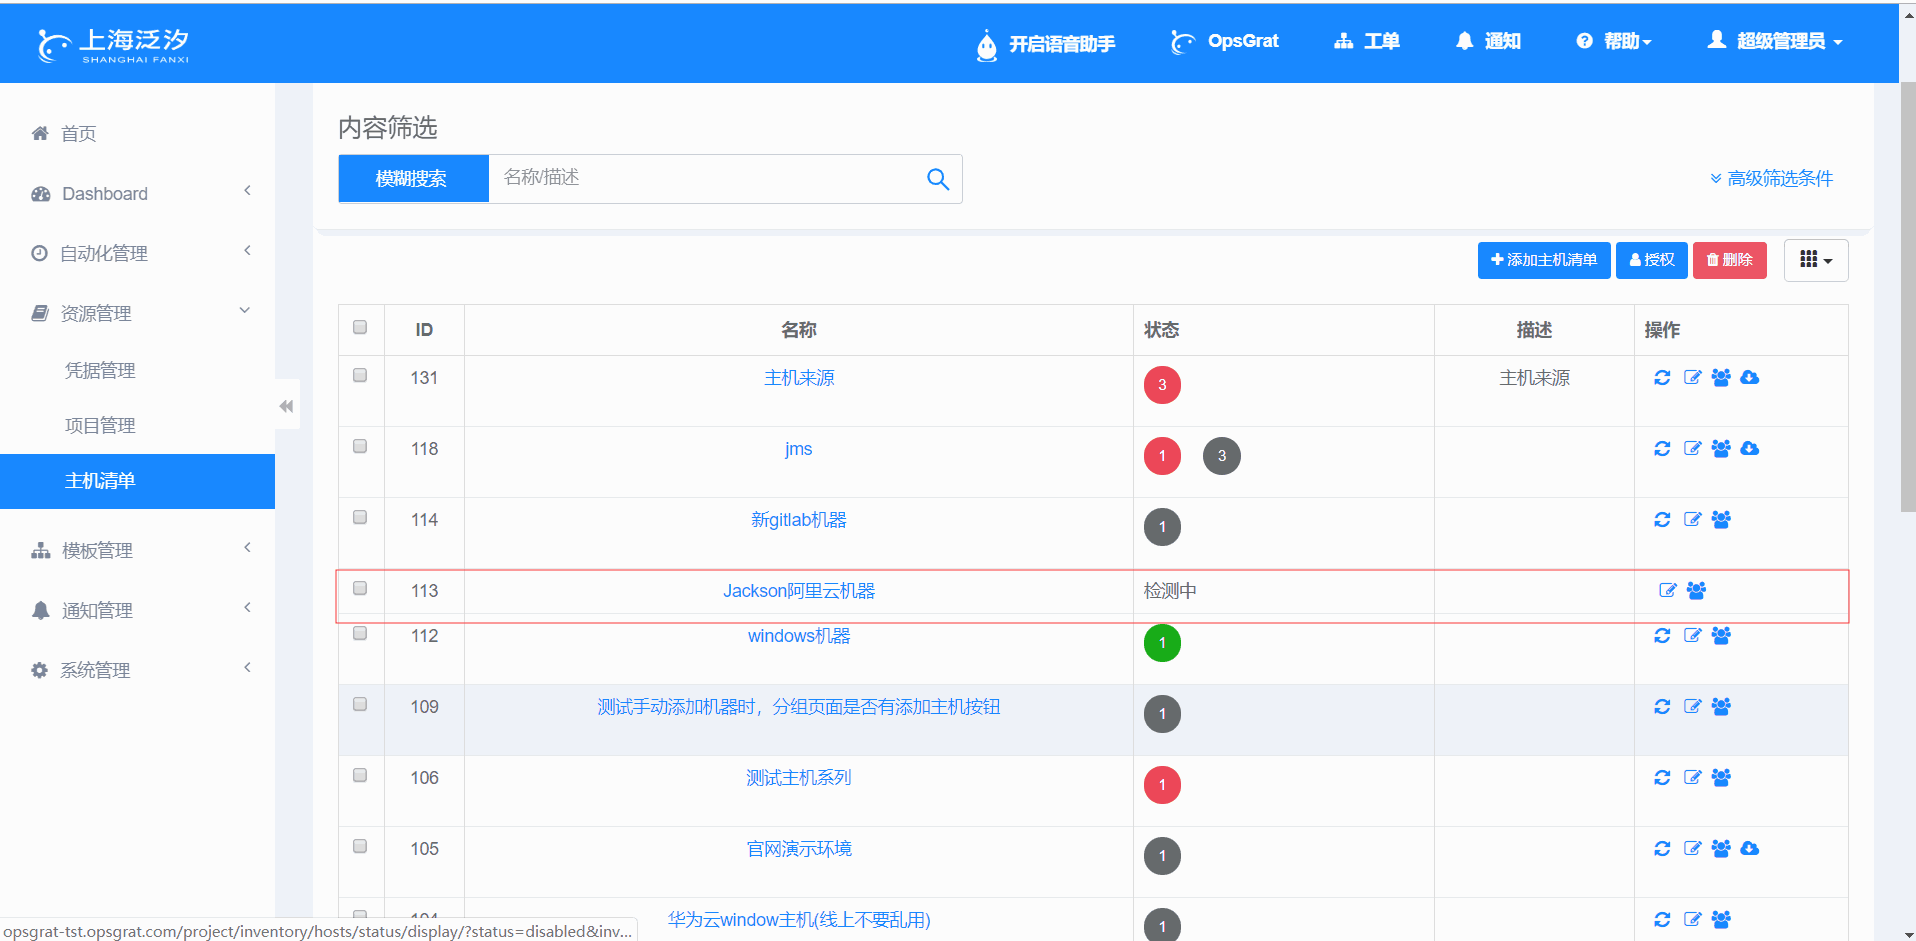 上海泛汐
SHANGHAI FANXI
开启语音助手
OpsGrat
工单
通知
帮助
超级管理员
首页
Dashboard
自动化管理
资源管理
凭据管理
项目管理
主机清单
模板管理
通知管理
系统管理
内容筛选
模糊搜索
名称/描述
高级筛选条件
添加主机清单
授权
删除
ID 名称 状态 描述 操作
131 主机来源 3 主机来源
118 jms 1 3
114 新gitlab机器 1
113 Jackson阿里云机器 检测中
112 windows机器 1
109 测试手动添加机器时，分组页面是否有添加主机按钮 1
106 测试主机系列 1
105 官网演示环境 1
104 华为云window主机(线上不要乱用) 1
opsgrat-tst.opsgrat.com/project/inventory/hosts/status/display/?status=disabled&inv...